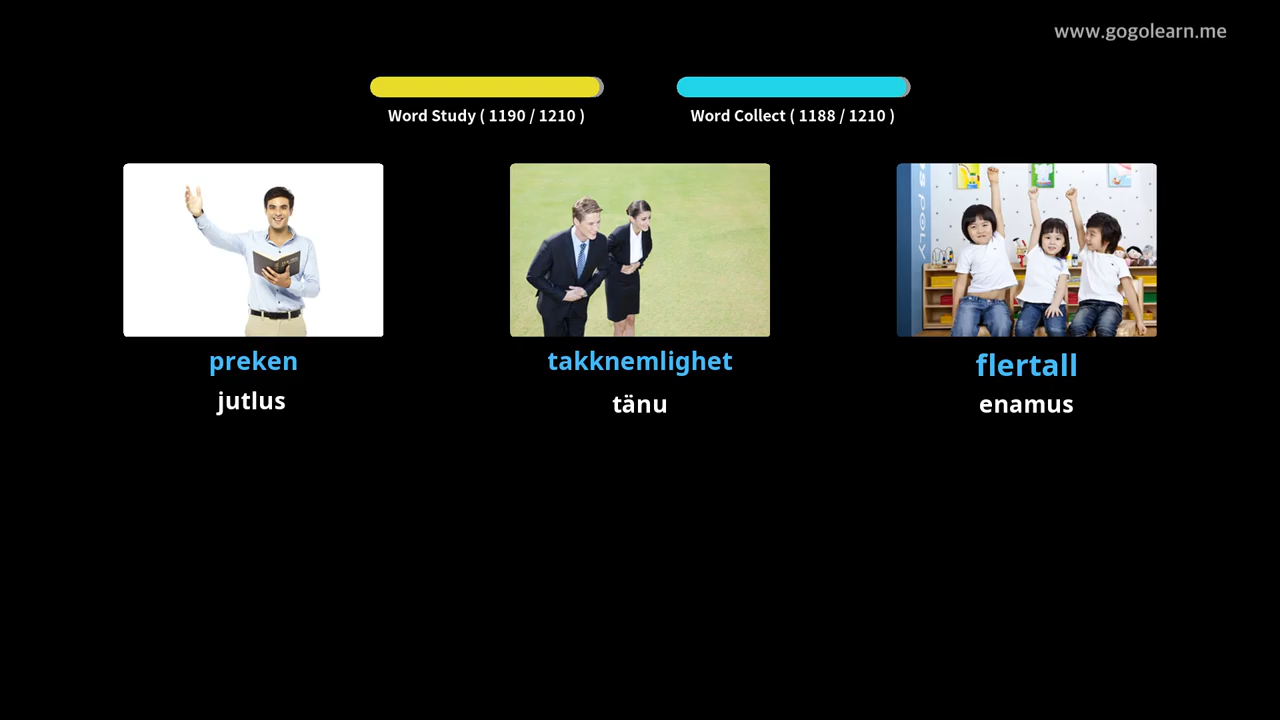 www.gogolearn.me
Word Study ( 1190 / 1210 )
Word Collect ( 1188 / 1210 )
preken
takknemlighet
flertall
jutlus
tänu
enamus